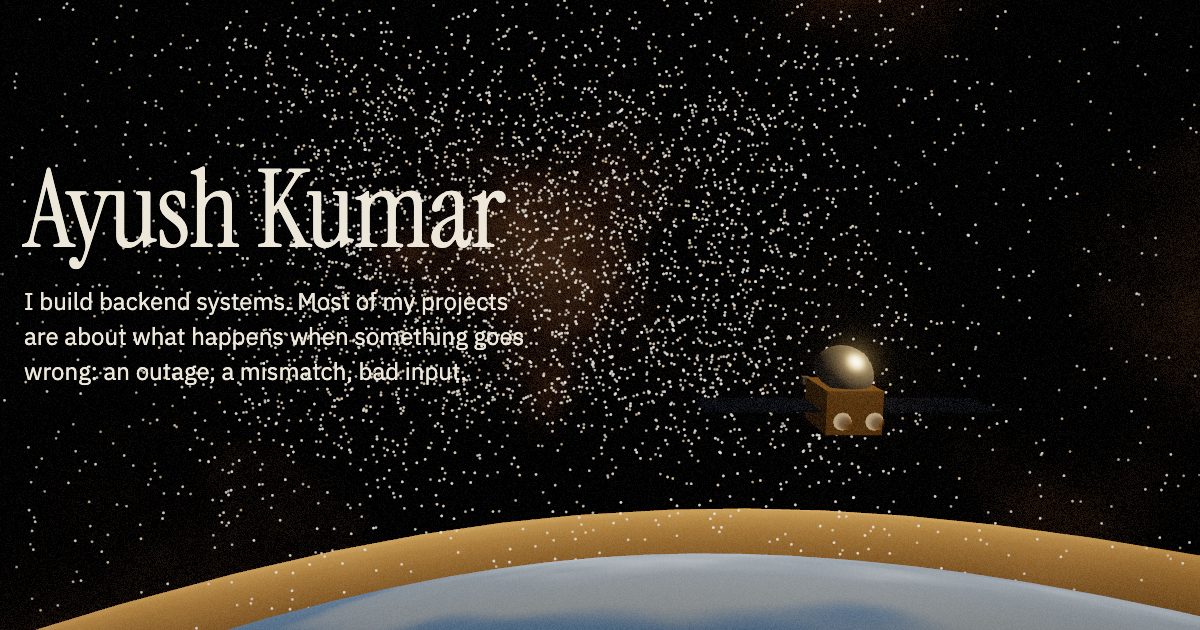 Ayush Kumar
I build backend systems. Most of my projects
are about what happens when something goes
wrong: an outage, a mismatch, bad input.